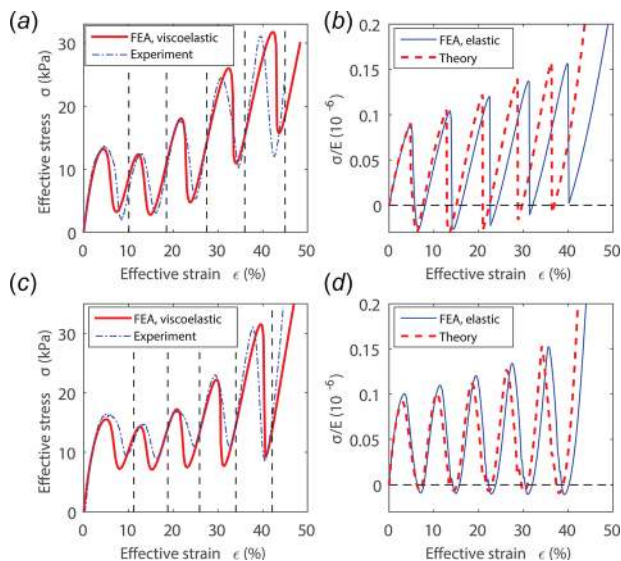 (a)
FEA, viscoelastic
Experiment
Effective stress σ (kPa)
30
20
10
0
0 10 20 30 40 50
Effective strain ϵ (%)
(b)
FEA, elastic
Theory
σ/E (10⁻⁶)
0.2
0.15
0.1
0.05
0
0 10 20 30 40 50
Effective strain ϵ (%)
(c)
FEA, viscoelastic
Experiment
Effective stress σ (kPa)
30
20
10
0
0 10 20 30 40 50
Effective strain ϵ (%)
(d)
FEA, elastic
Theory
σ/E (10⁻⁶)
0.2
0.15
0.1
0.05
0
0 10 20 30 40 50
Effective strain ϵ (%)